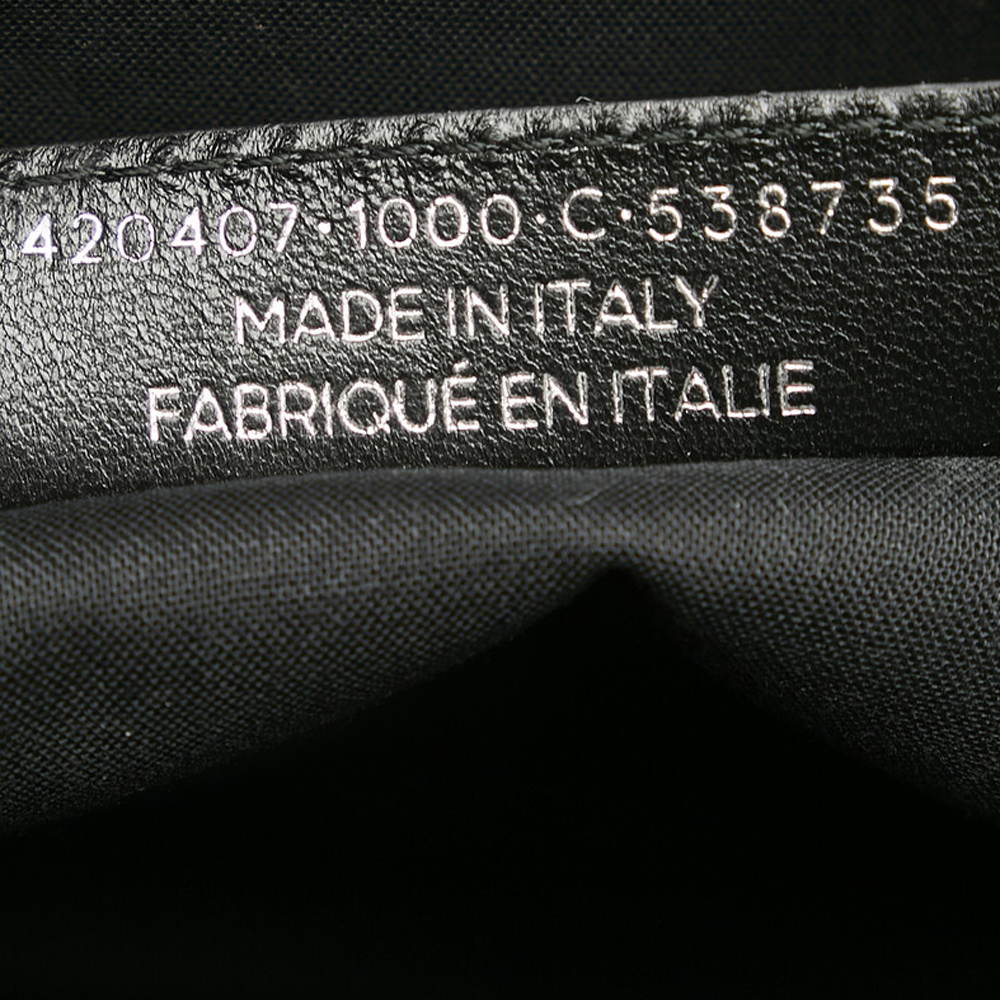 420407·1000·C·538735
MADE IN ITALY
FABRIQUÉ EN ITALIE